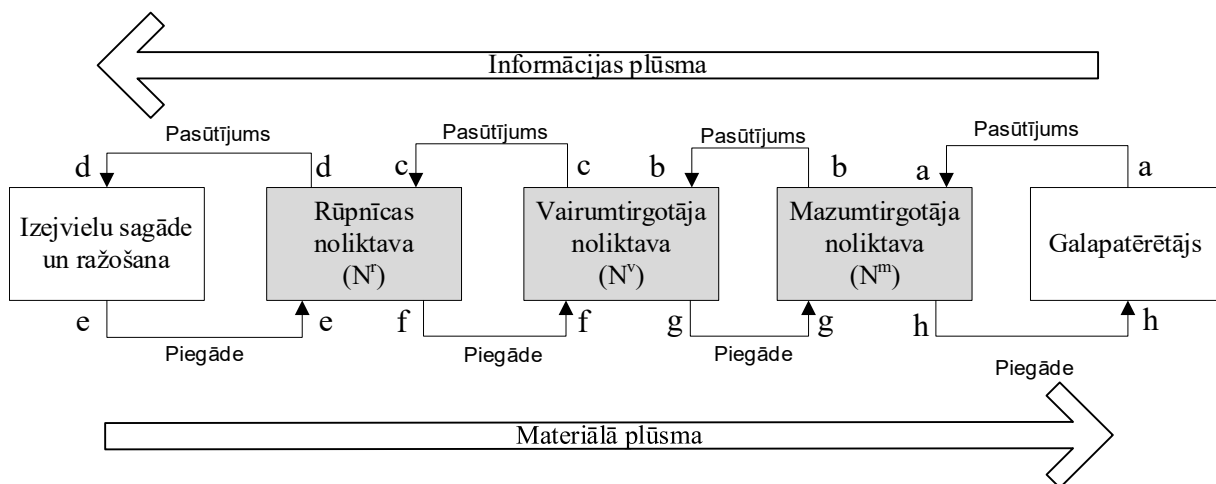 Informācijas plūsma
Pasūtījums
Pasūtījums
Pasūtījums
Pasūtījums
d
d
c
c
b
b
a
a
Izejvielu sagāde
un ražošana
Rūpnīcas
noliktava
(Nʳ)
Vairumtirgotāja
noliktava
(Nᵛ)
Mazumtirgotāja
noliktava
(Nᵐ)
Galapatērētājs
e
e
f
f
g
g
h
h
Piegāde
Piegāde
Piegāde
Piegāde
Materiālā plūsma